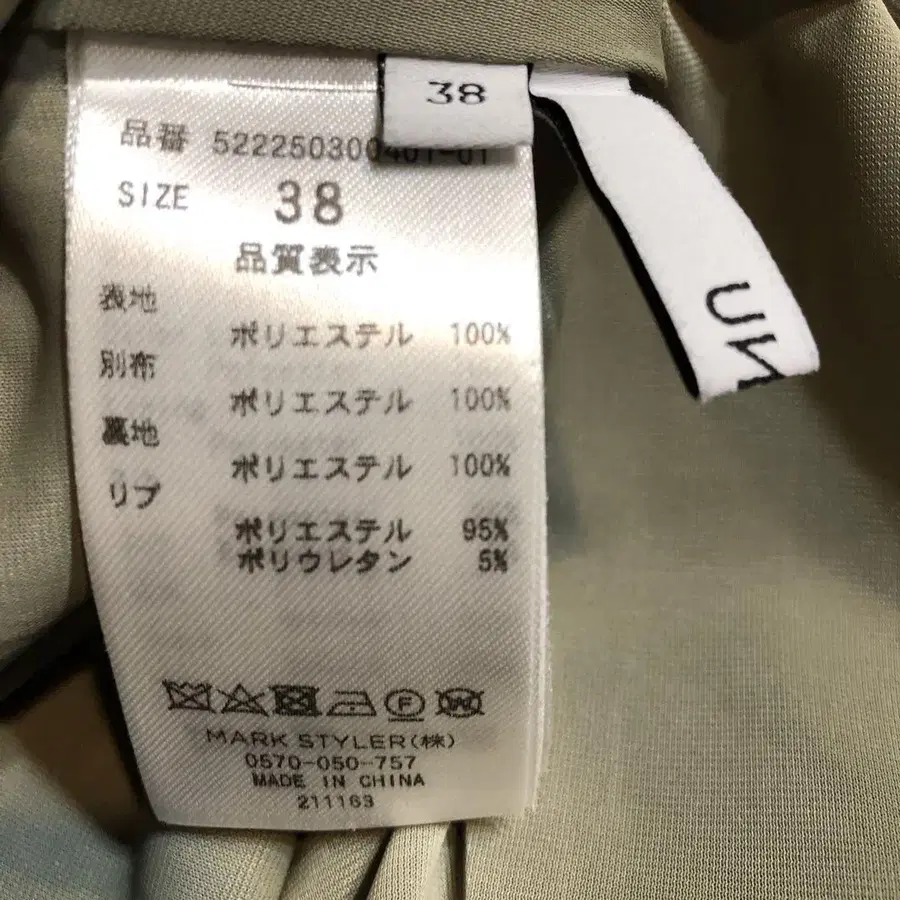 38
品番 522250300401-01
SIZE 38
品質表示
表地
ポリエステル 100%
別布
ポリエステル 100%
裏地
ポリエステル 100%
リブ
ポリエステル 95%
ポリウレタン 5%
F W
MARK STYLER(株)
0570-050-757
MADE IN CHINA
211163